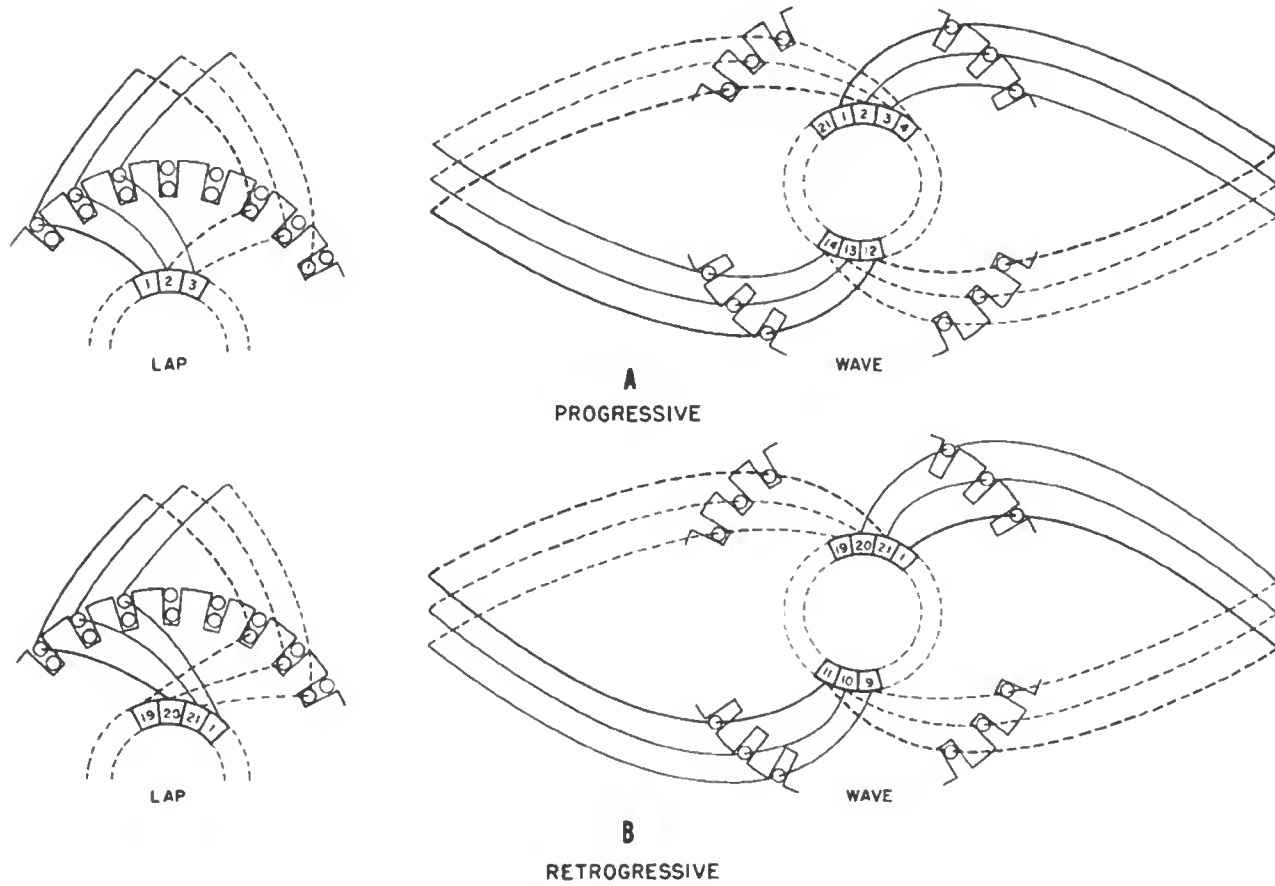 21 1 2 3 4
1 2 3
14 13 12
LAP
WAVE
A
PROGRESSIVE
19 20 21 1
11 10 9
19 20 21 1
LAP
WAVE
B
RETROGRESSIVE